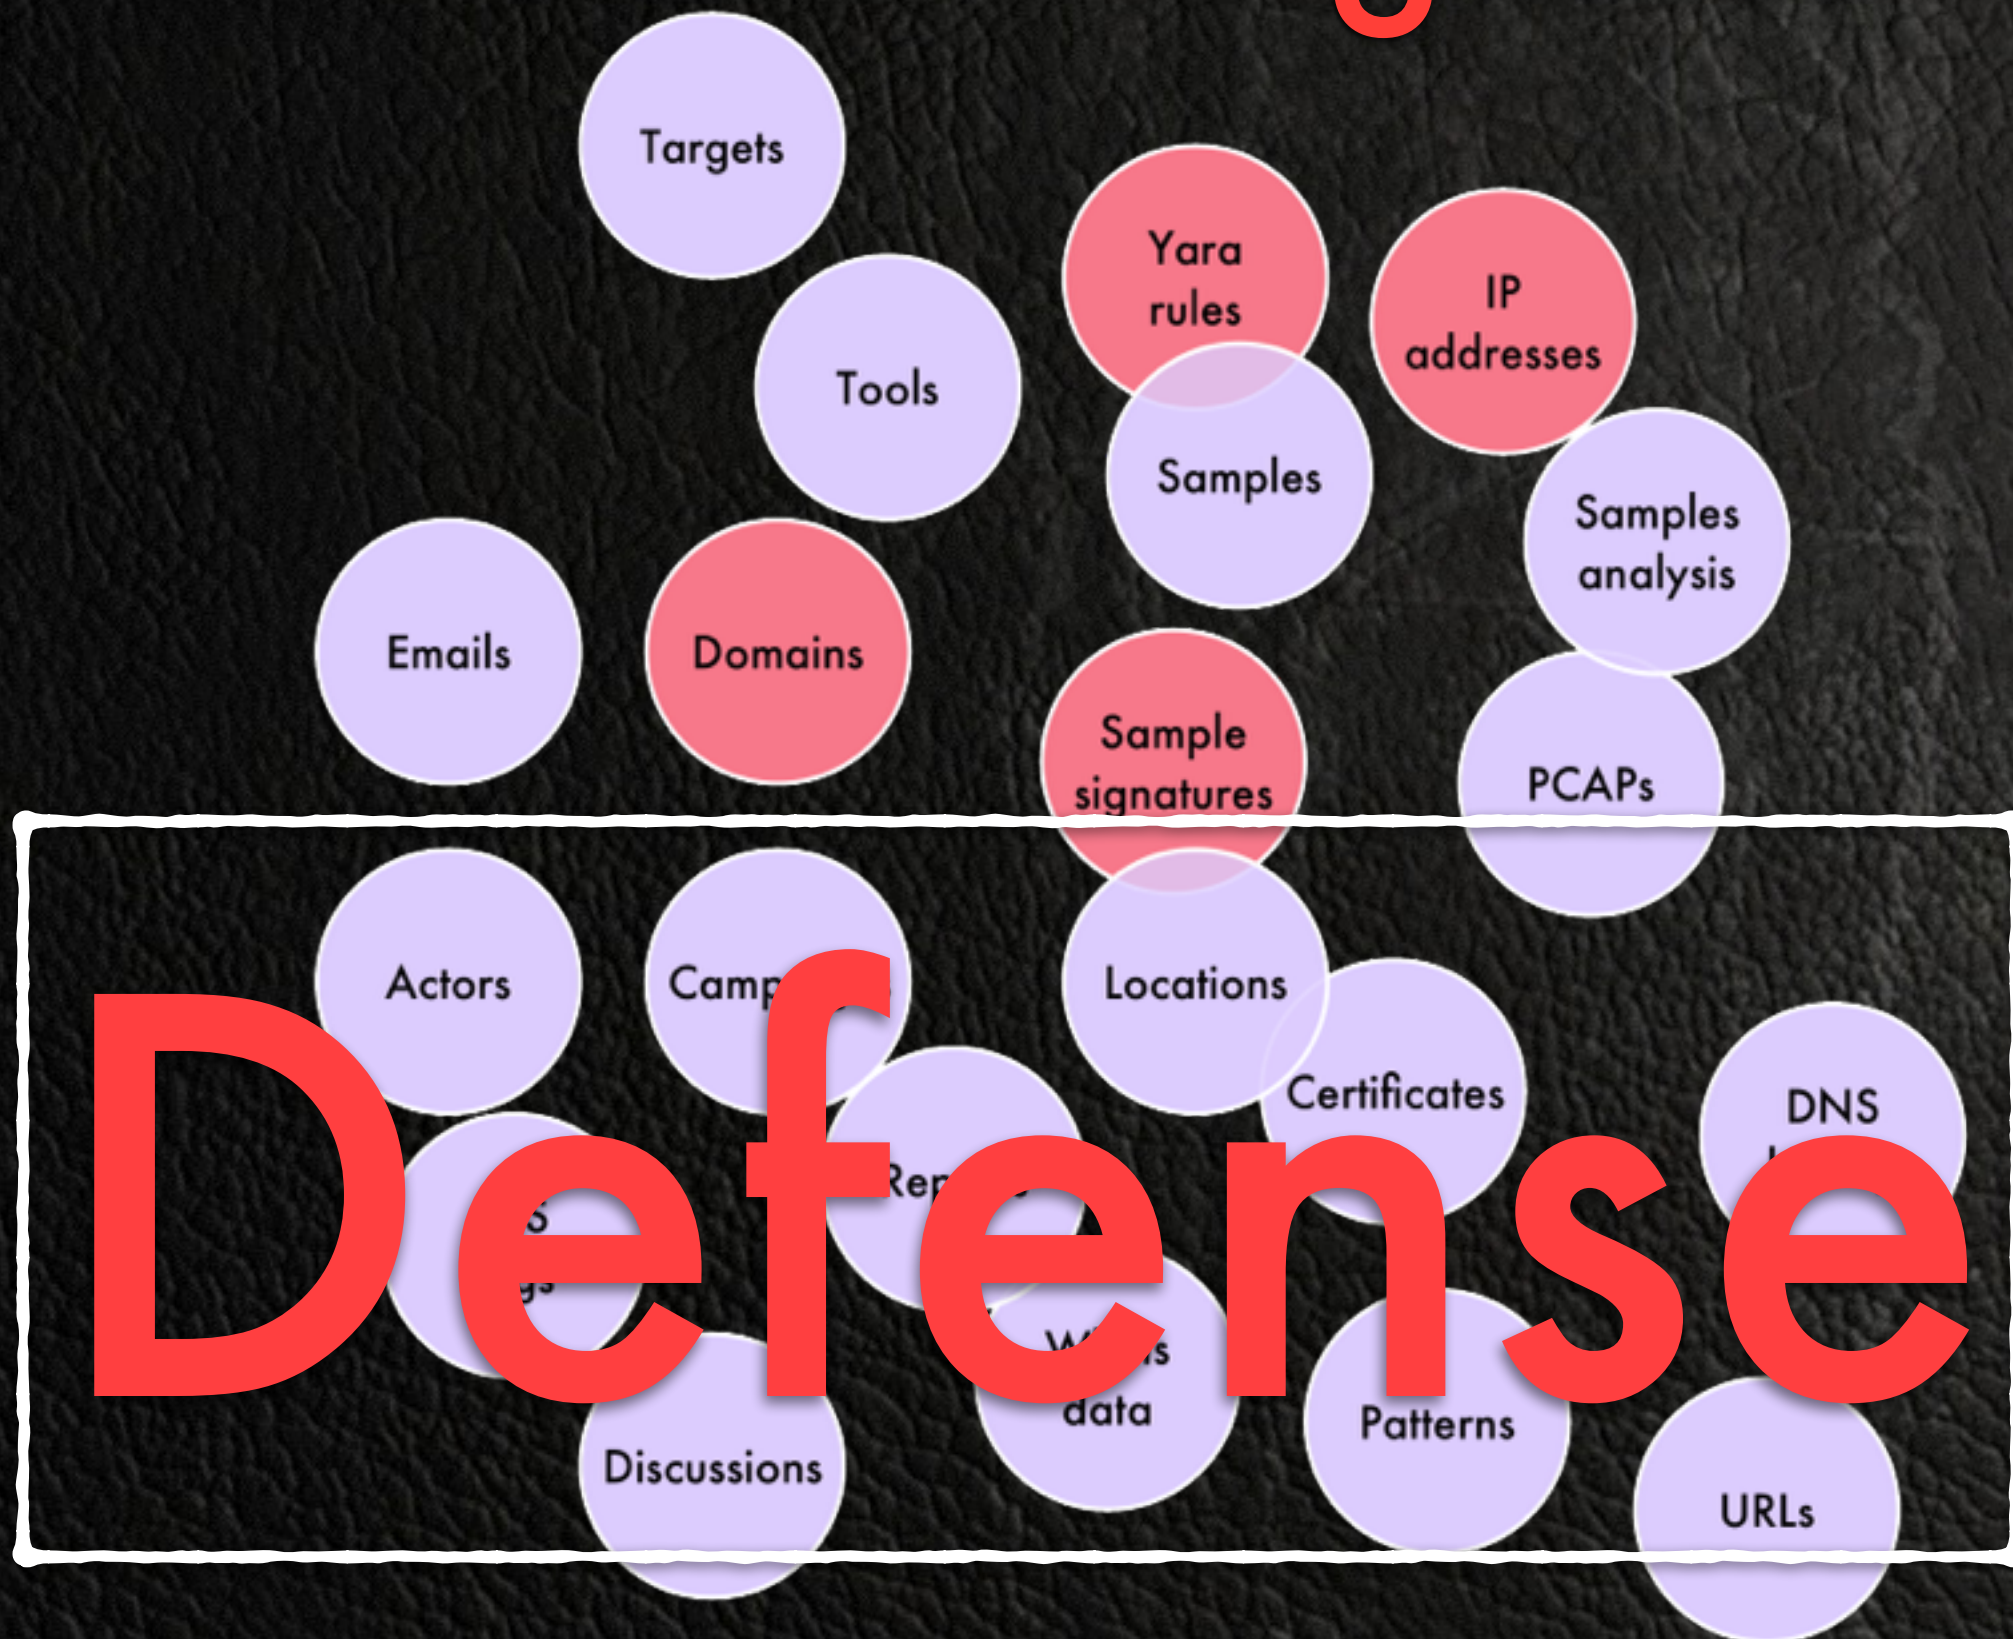 Targets
Yara
rules
IP
addresses
Tools
Samples
Samples
analysis
Emails
Domains
Sample
signatures
PCAPs
Actors
Locations
Certificates
DNS
Defense
data
Patterns
Discussions
URLs